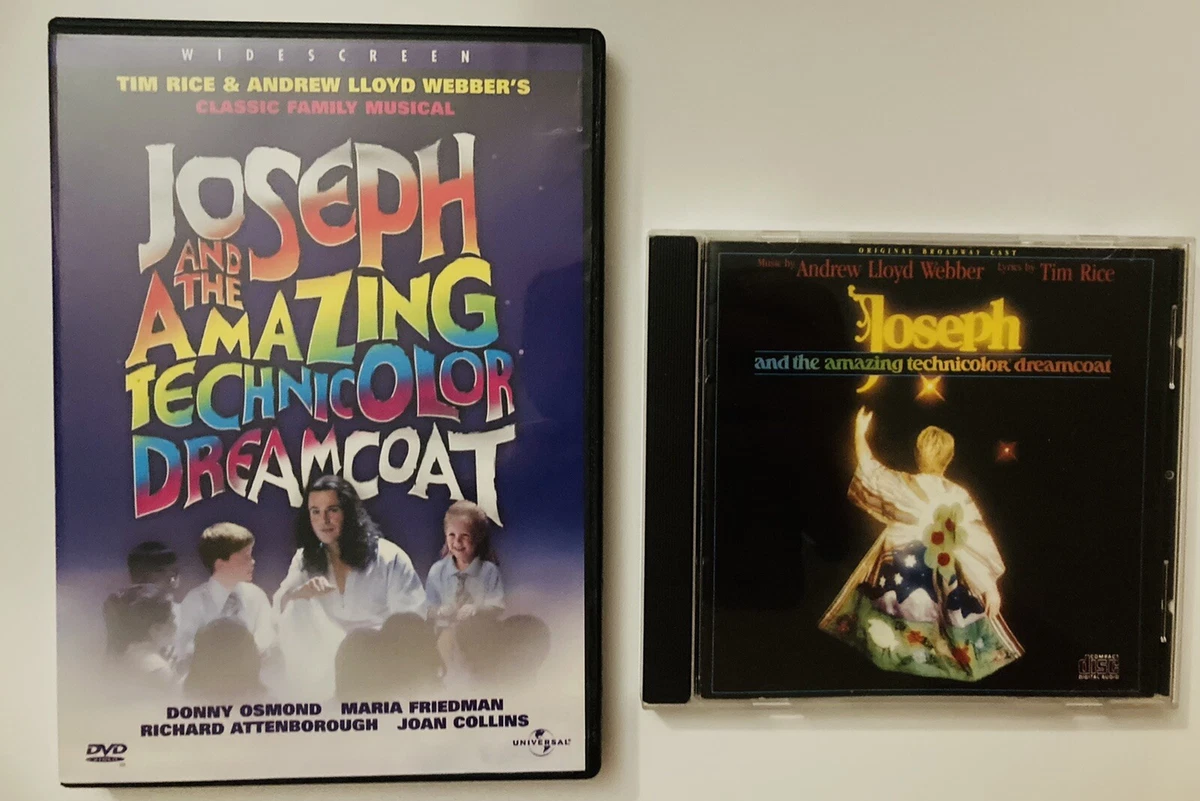 WIDESCREEN
TIM RICE & ANDREW LLOYD WEBBER'S
CLASSIC FAMILY MUSICAL
JOSEPH
AND
THE
AMAZING
TECHNICOLOR
DREAMCOAT
DONNY OSMOND MARIA FRIEDMAN
RICHARD ATTENBOROUGH JOAN COLLINS
DVD
UNIVERSAL
ORIGINAL BROADWAY CAST
Music by Andrew Lloyd Webber Lyrics by Tim Rice
Joseph
and the amazing technicolor dreamcoat
COMPACT
disc
DIGITAL AUDIO